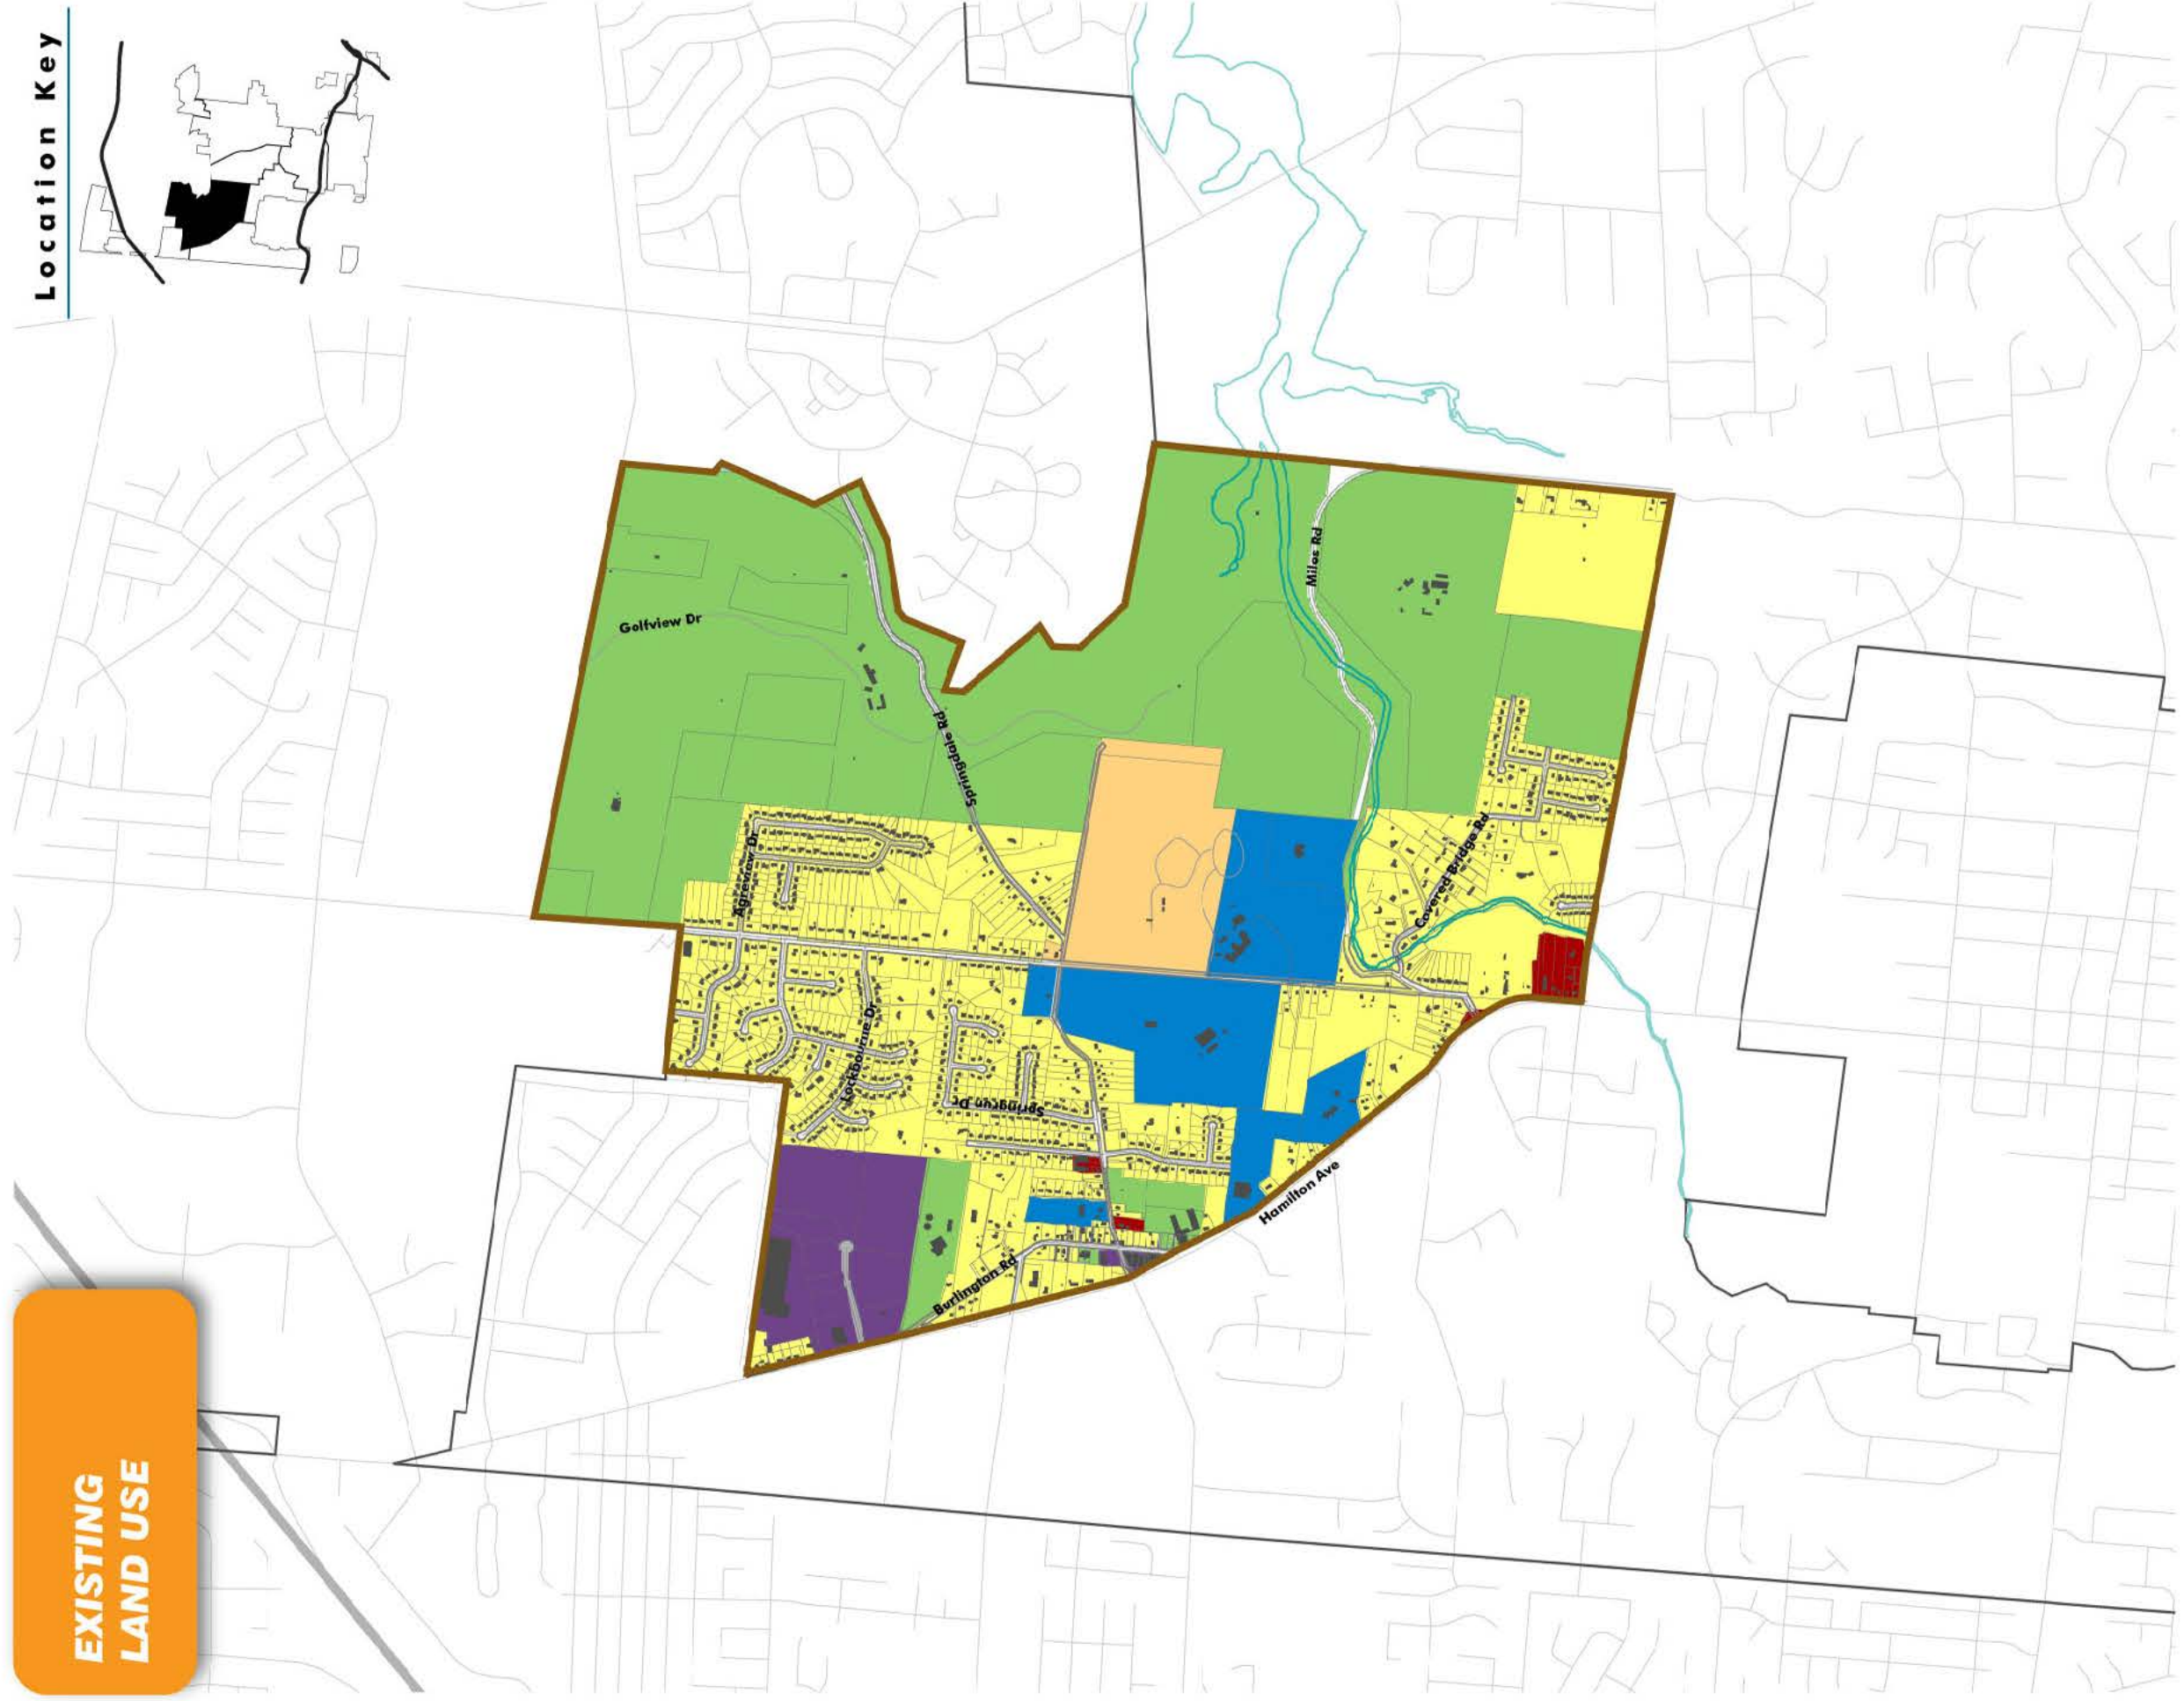 Location Key
EXISTING
LAND USE
Golfview Dr
Springdale Rd
Miles Rd
Agreview Dr
Covered Bridge Rd
Lockbourne Dr
Springrun Dr
Hamilton Ave
Burlington Rd